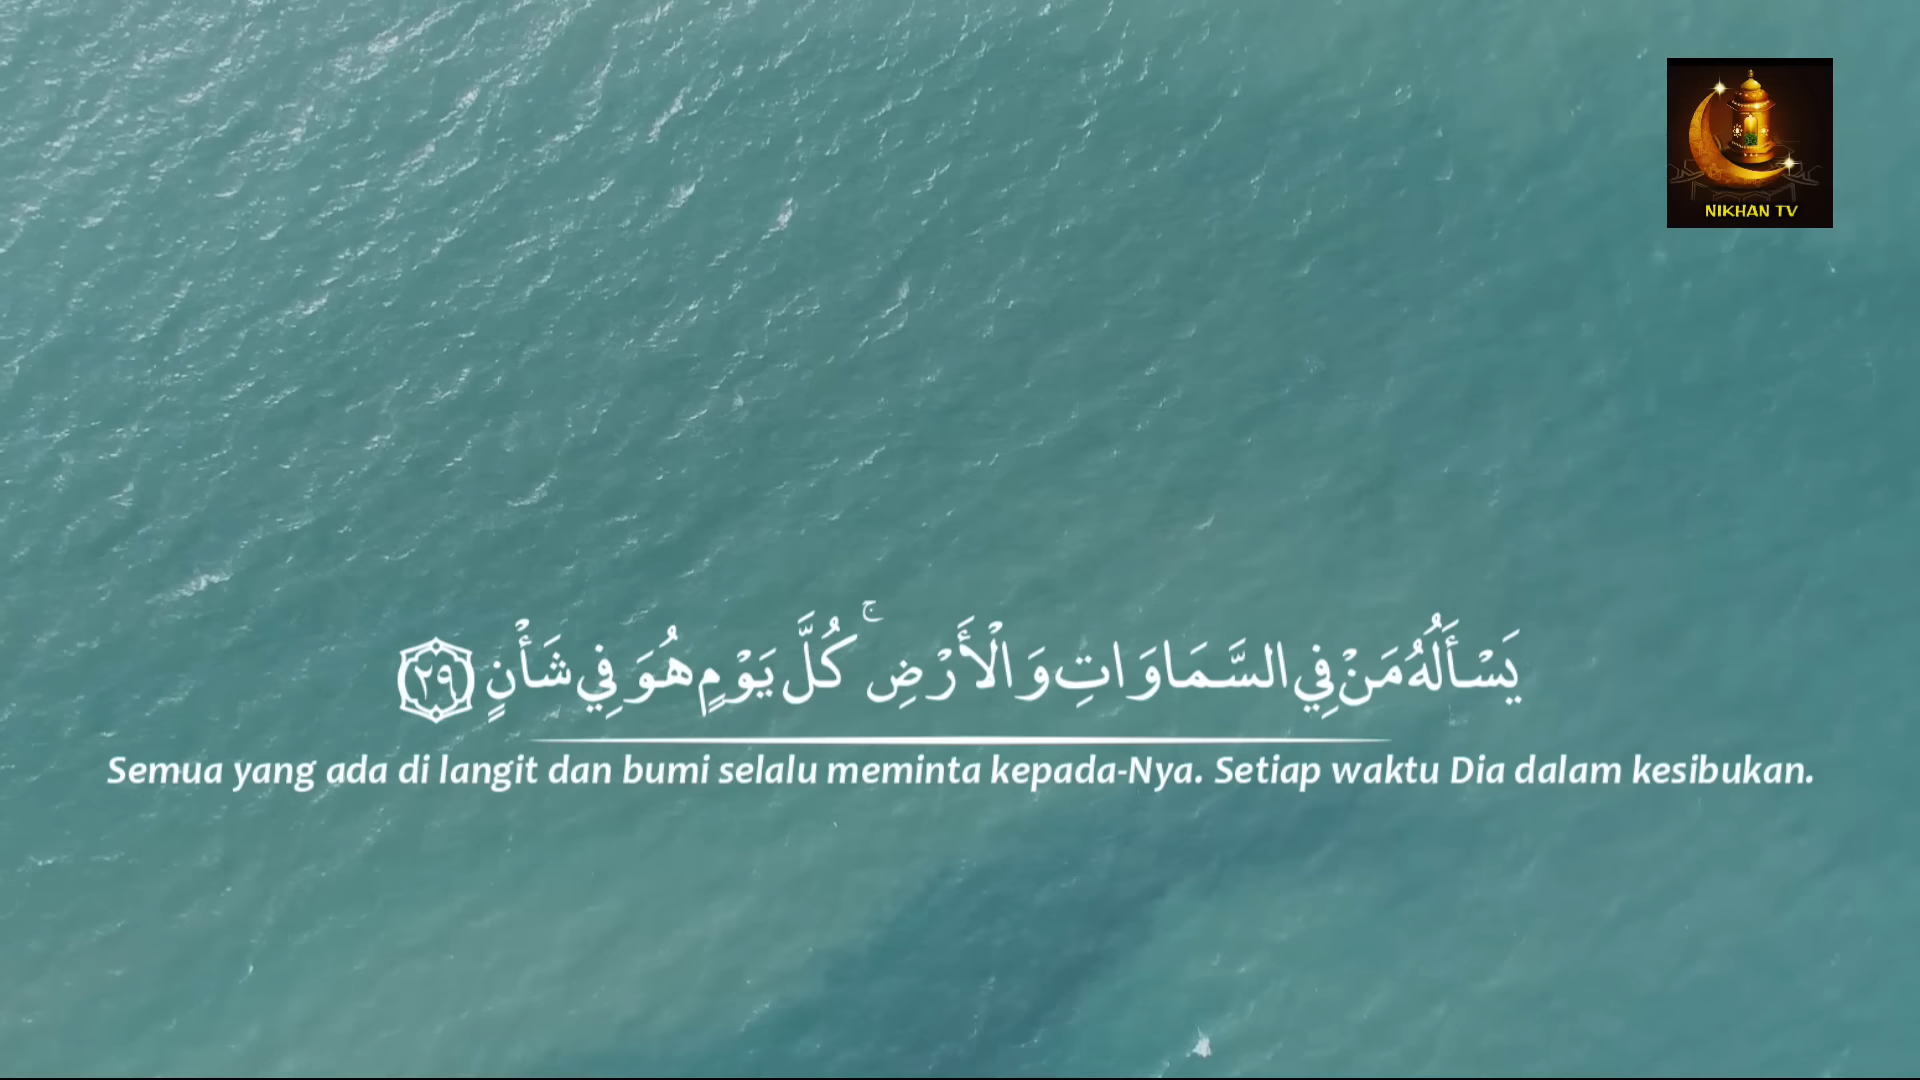 NIKHAN TV
يَسْأَلُهُ مَنْ فِي السَّمَاوَاتِ وَالْأَرْضِ ۚ كُلَّ يَوْمٍ هُوَ فِي شَأْنٍ ٢٩
Semua yang ada di langit dan bumi selalu meminta kepada-Nya. Setiap waktu Dia dalam kesibukan.